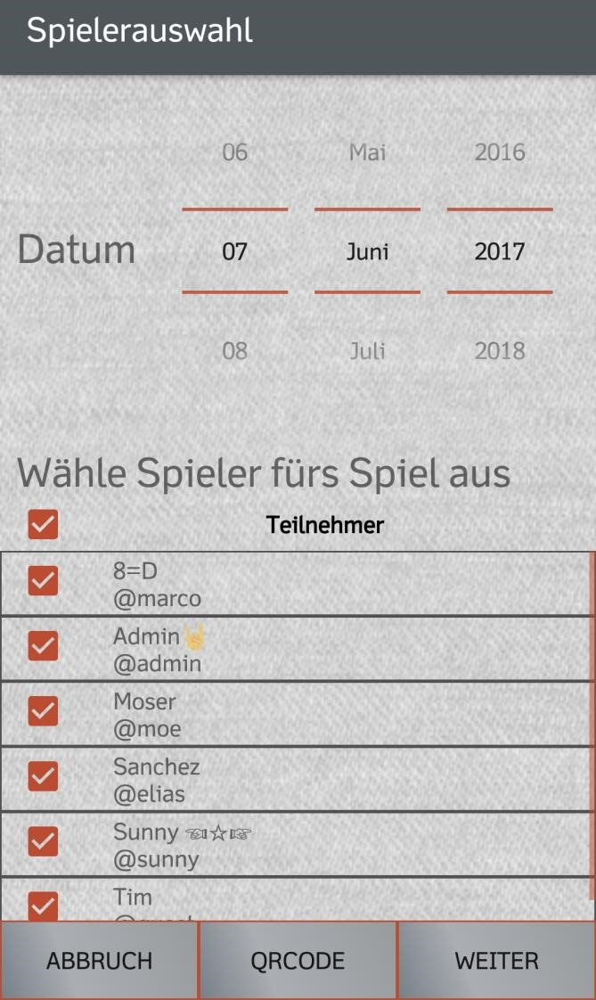 Spielerauswahl
06 Mai 2016
Datum 07 Juni 2017
08 Juli 2018
Wähle Spieler fürs Spiel aus
Teilnehmer
8=D
@marco
Admin🤘
@admin
Moser
@moe
Sanchez
@elias
Sunny ☜☆☞
@sunny
Tim
ABBRUCH QRCODE WEITER